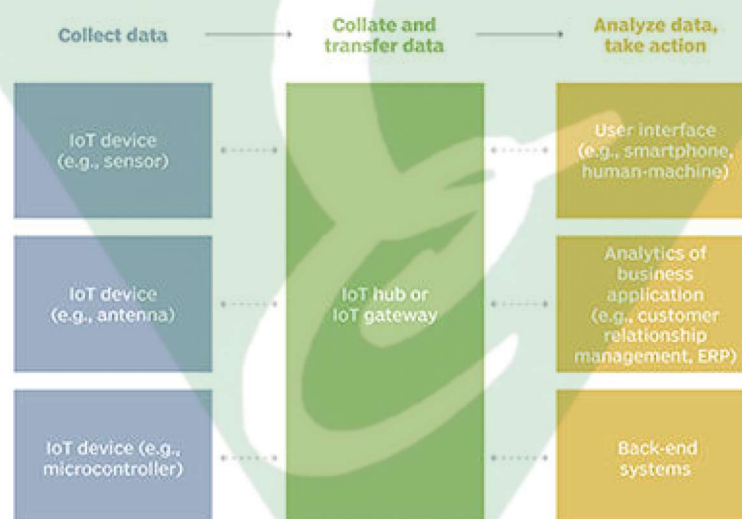 Collect data
Collate and
transfer data
Analyze data,
take action
IoT device
(e.g., sensor)
IoT device
(e.g., antenna)
IoT device (e.g.,
microcontroller)
IoT hub or
IoT gateway
User interface
(e.g., smartphone,
human-machine)
Analytics of
business
application
(e.g., customer
relationship
management, ERP)
Back-end
systems